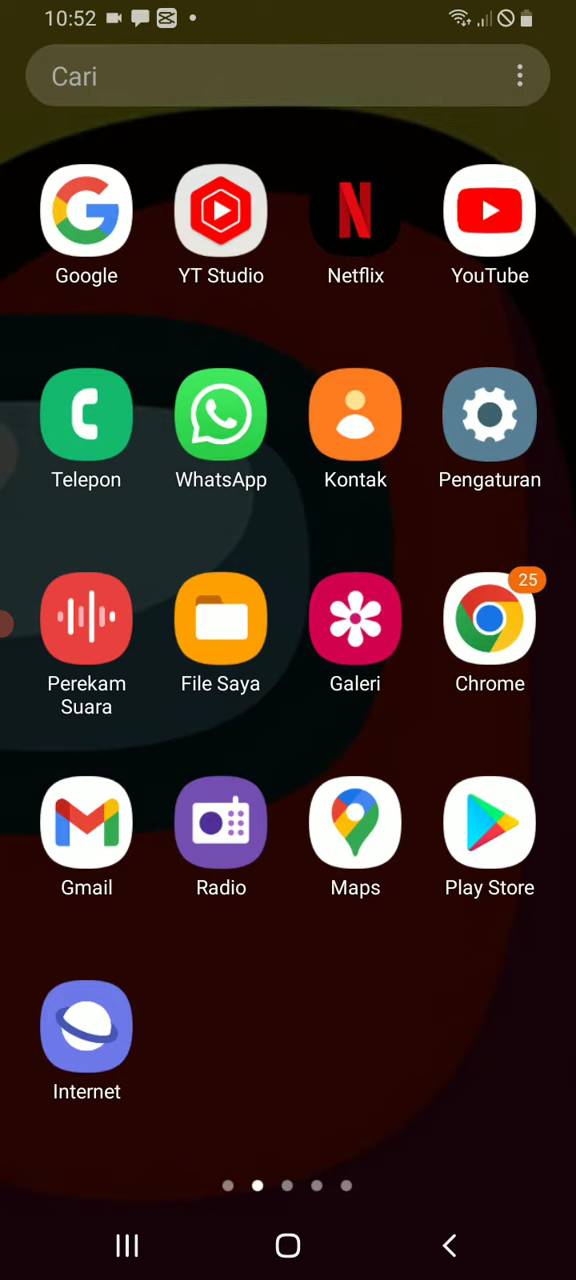 10:52
Cari
Google
YT Studio
Netflix
YouTube
Telepon
WhatsApp
Kontak
Pengaturan
Perekam
Suara
File Saya
Galeri
25
Chrome
Gmail
Radio
Maps
Play Store
Internet